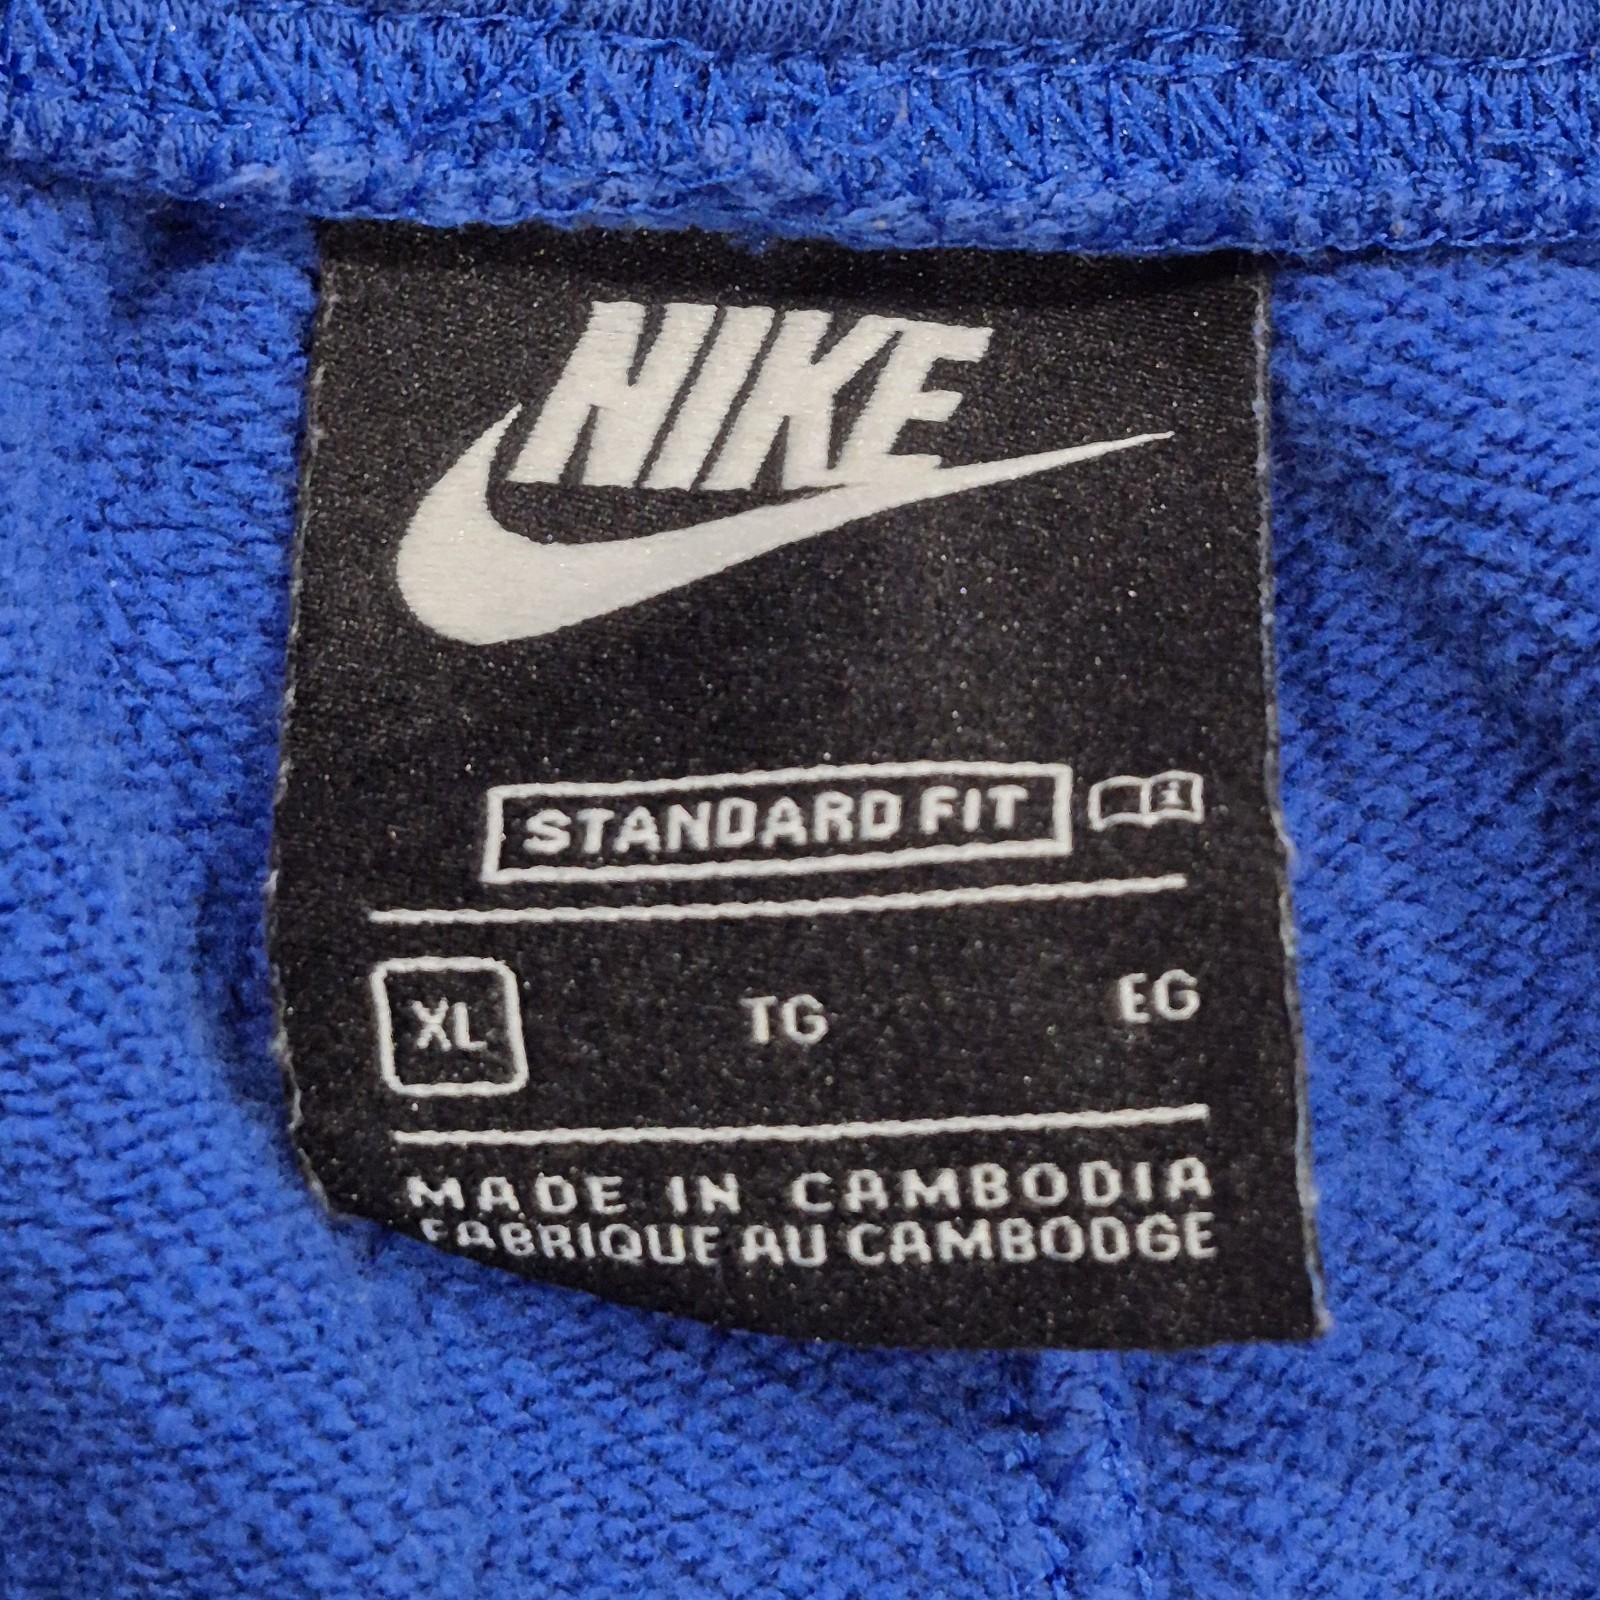 NIKE
STANDARD FIT
XL TG EG
MADE IN CAMBODIA
FABRIQUE AU CAMBODGE